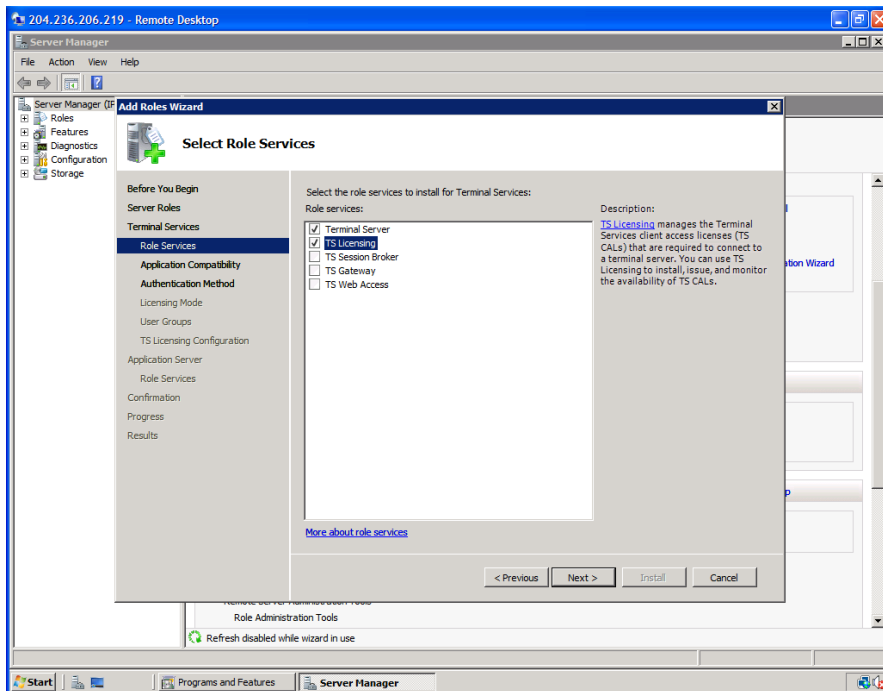 204.236.206.219 - Remote Desktop
Server Manager
File Action View Help
Server Manager (IF
Roles
Features
Diagnostics
Configuration
Storage
Add Roles Wizard
Select Role Services
Before You Begin
Server Roles
Terminal Services
Role Services
Application Compatibility
Authentication Method
Licensing Mode
User Groups
TS Licensing Configuration
Application Server
Role Services
Confirmation
Progress
Results
Select the role services to install for Terminal Services:
Role services:
Terminal Server
TS Licensing
TS Session Broker
TS Gateway
TS Web Access
More about role services
Description:
TS Licensing manages the Terminal
Services client access licenses (TS
CALs) that are required to connect to
a terminal server. You can use TS
Licensing to install, issue, and monitor
the availability of TS CALs.
< Previous Next > Install Cancel
ation Wizard
p
Remote Server Administration Tools
Role Administration Tools
Refresh disabled while wizard in use
Start Programs and Features Server Manager